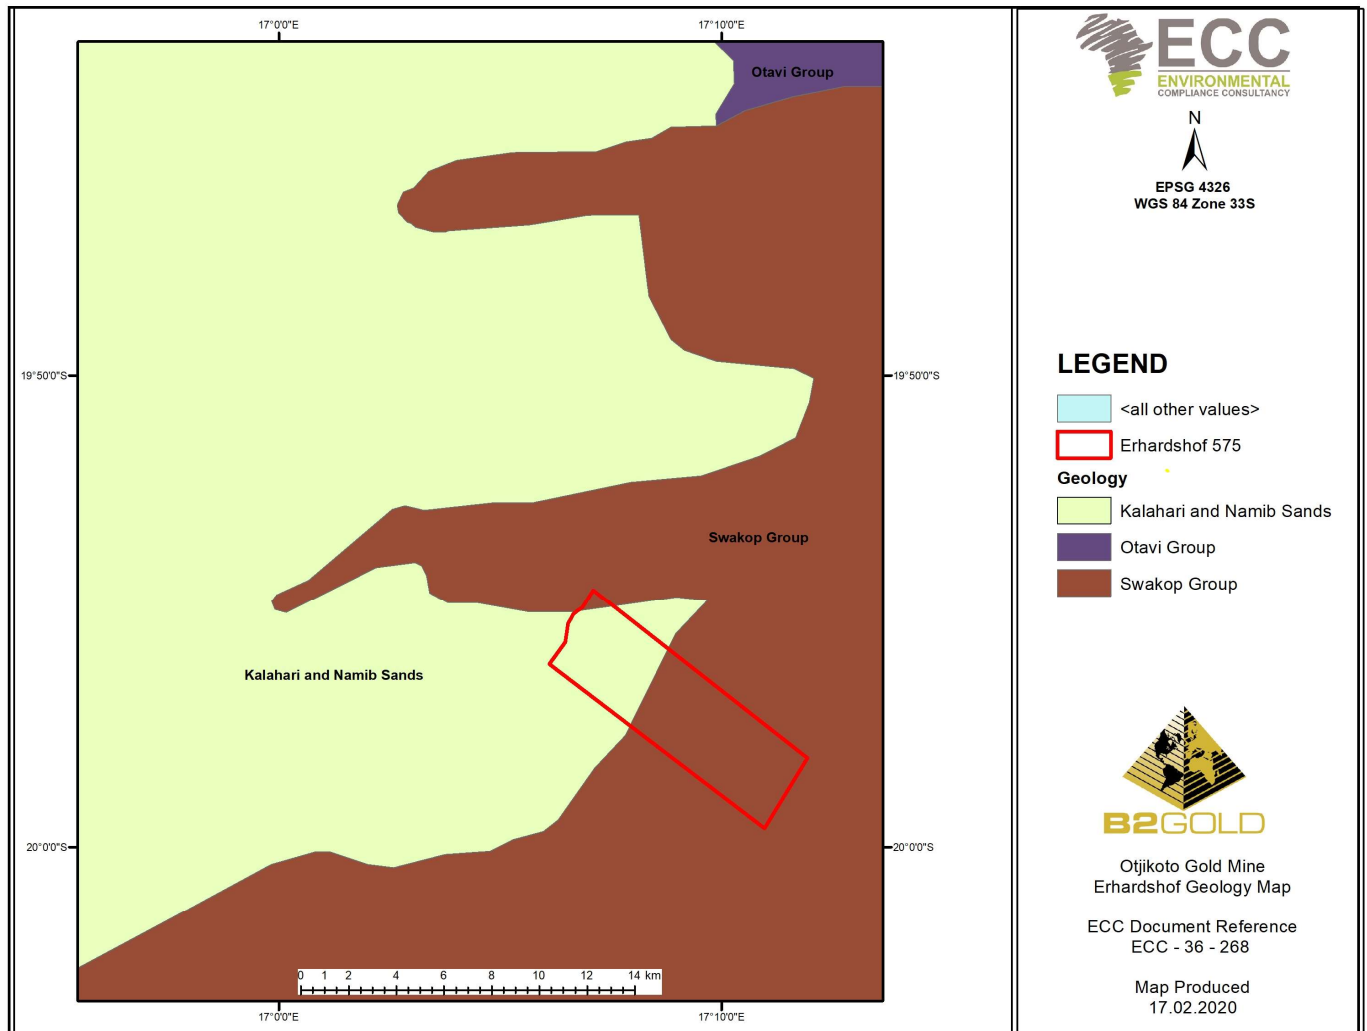 17°0'0"E
17°10'0"E
Otavi Group
19°50'0"S
19°50'0"S
Swakop Group
Kalahari and Namib Sands
20°0'0"S
20°0'0"S
0 1 2 4 6 8 10 12 14 km
17°0'0"E
17°10'0"E
ECC
ENVIRONMENTAL
COMPLIANCE CONSULTANCY
N
EPSG 4326
WGS 84 Zone 33S
LEGEND
<all other values>
Erhardshof 575
Geology
Kalahari and Namib Sands
Otavi Group
Swakop Group
B2GOLD
Otjikoto Gold Mine
Erhardshof Geology Map
ECC Document Reference
ECC - 36 - 268
Map Produced
17.02.2020